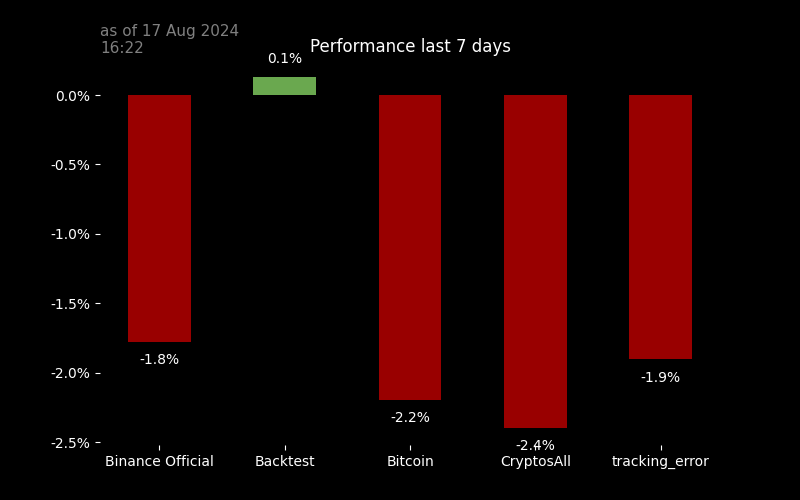 as of 17 Aug 2024
16:22
Performance last 7 days
0.1%
0.0%
-0.5%
-1.0%
-1.5%
-2.0%
-2.5%
-1.8%
-2.2%
-2.4%
-1.9%
Binance Official
Backtest
Bitcoin
CryptosAll
tracking_error